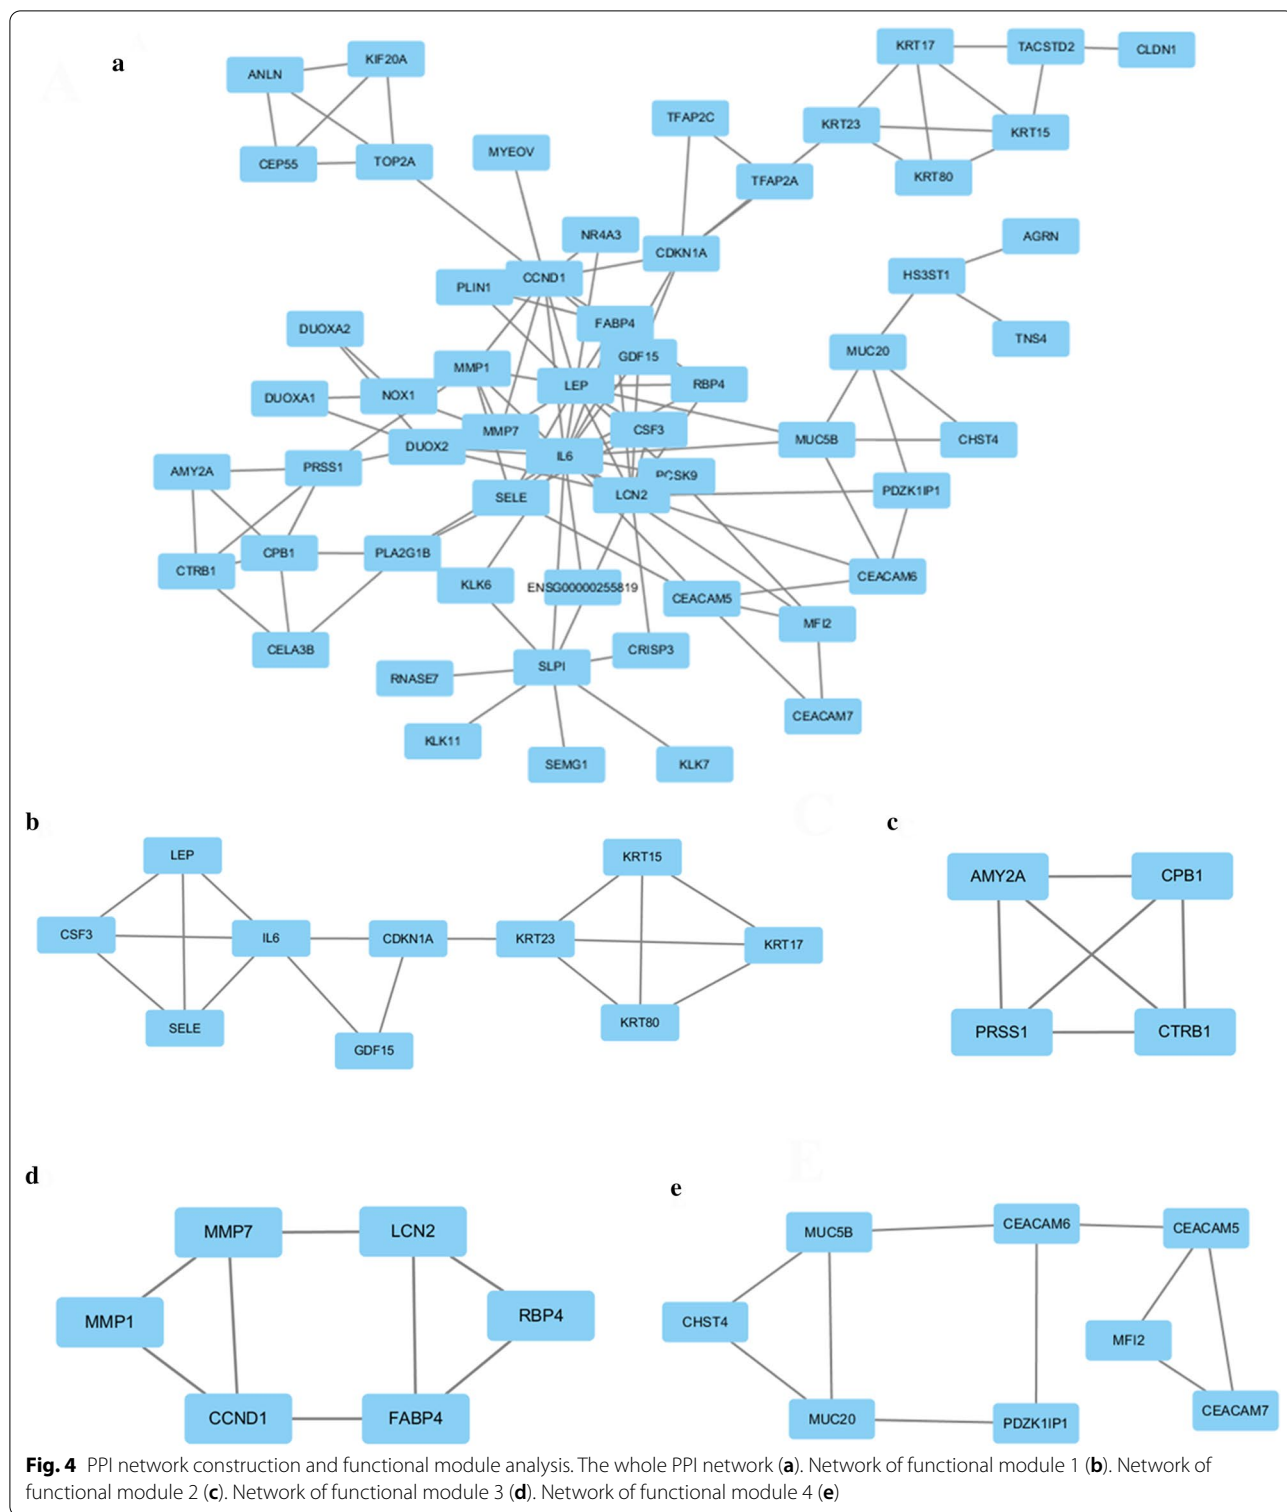 a
KRT17 TACSTD2 CLDN1
ANLN KIF20A
TFAP2C KRT23 KRT15
CEP55 TOP2A MYEOV
TFAP2A KRT80
NR4A3 CDKN1A AGRN
PLIN1 CCND1 HS3ST1
DUOXA2 FABP4 TNS4
MMP1 GDF15 MUC20
DUOXA1 NOX1 LEP RBP4
MMP7 CSF3 MUC5B CHST4
DUOX2 IL6
AMY2A PRSS1 PCSK9
SELE LCN2 PDZK1IP1
CTRB1 CPB1 PLA2G1B
KLK6 ENSG00000255819 CEACAM5 CEACAM6
MFI2
CELA3B CRISP3
RNASE7 SLPI
CEACAM7
KLK11 SEMG1 KLK7
b
LEP KRT15
CSF3 IL6 CDKN1A KRT23 KRT17
SELE KRT80
GDF15
c
AMY2A CPB1
PRSS1 CTRB1
d
MMP7 LCN2
MMP1 RBP4
CCND1 FABP4
e
MUC5B CEACAM6 CEACAM5
CHST4
MFI2
MUC20 PDZK1IP1 CEACAM7
Fig. 4 PPI network construction and functional module analysis. The whole PPI network (a). Network of functional module 1 (b). Network of
functional module 2 (c). Network of functional module 3 (d). Network of functional module 4 (e)